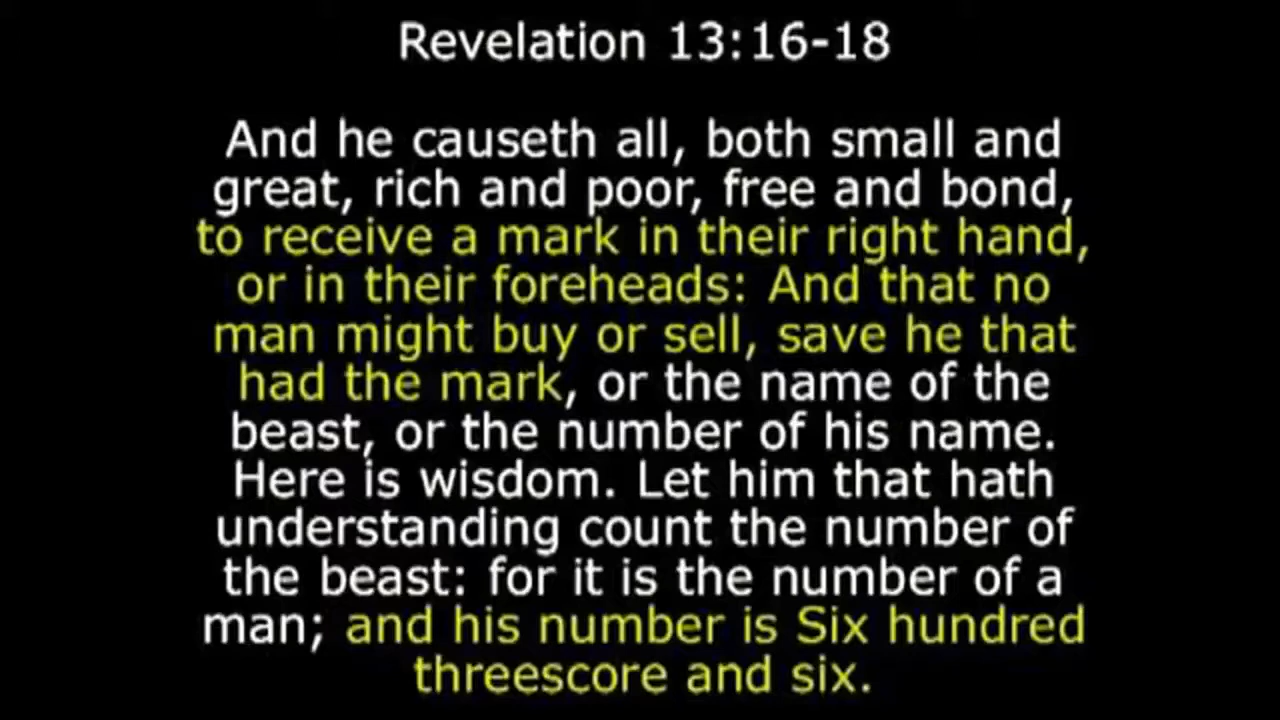 Revelation 13:16-18
And he causeth all, both small and
great, rich and poor, free and bond,
to receive a mark in their right hand,
or in their foreheads: And that no
man might buy or sell, save he that
had the mark, or the name of the
beast, or the number of his name.
Here is wisdom. Let him that hath
understanding count the number of
the beast: for it is the number of a
man; and his number is Six hundred
threescore and six.